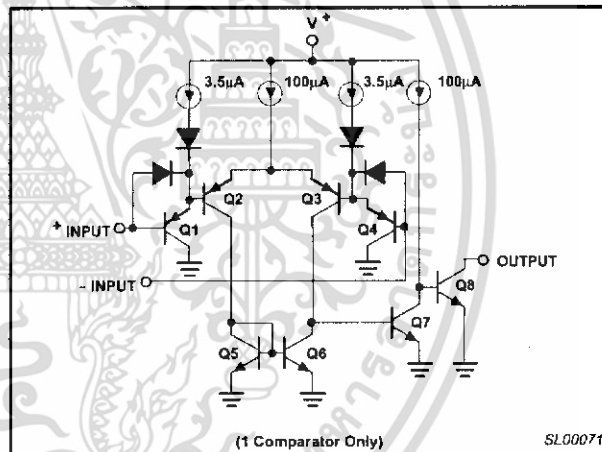 V+
3.5µA 100µA 3.5µA 100µA
Q2 Q3
+ INPUT Q1 Q4
OUTPUT
– INPUT Q8
Q7
Q5 Q6
(1 Comparator Only) SL00071